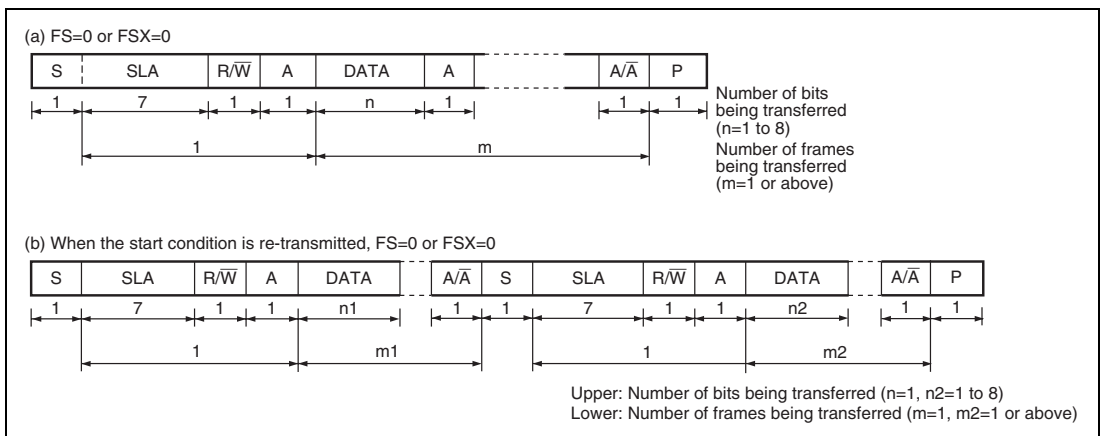 (a) FS=0 or FSX=0
S SLA R/W̅ A DATA A A/A̅ P
1 7 1 1 n 1 1 1
Number of bits
being transferred
(n=1 to 8)
1 m
Number of frames
being transferred
(m=1 or above)
(b) When the start condition is re-transmitted, FS=0 or FSX=0
S SLA R/W̅ A DATA A/A̅ S SLA R/W̅ A DATA A/A̅ P
1 7 1 1 n1 1 1 7 1 1 n2 1 1
1 m1 1 m2
Upper: Number of bits being transferred (n=1, n2=1 to 8)
Lower: Number of frames being transferred (m=1, m2=1 or above)